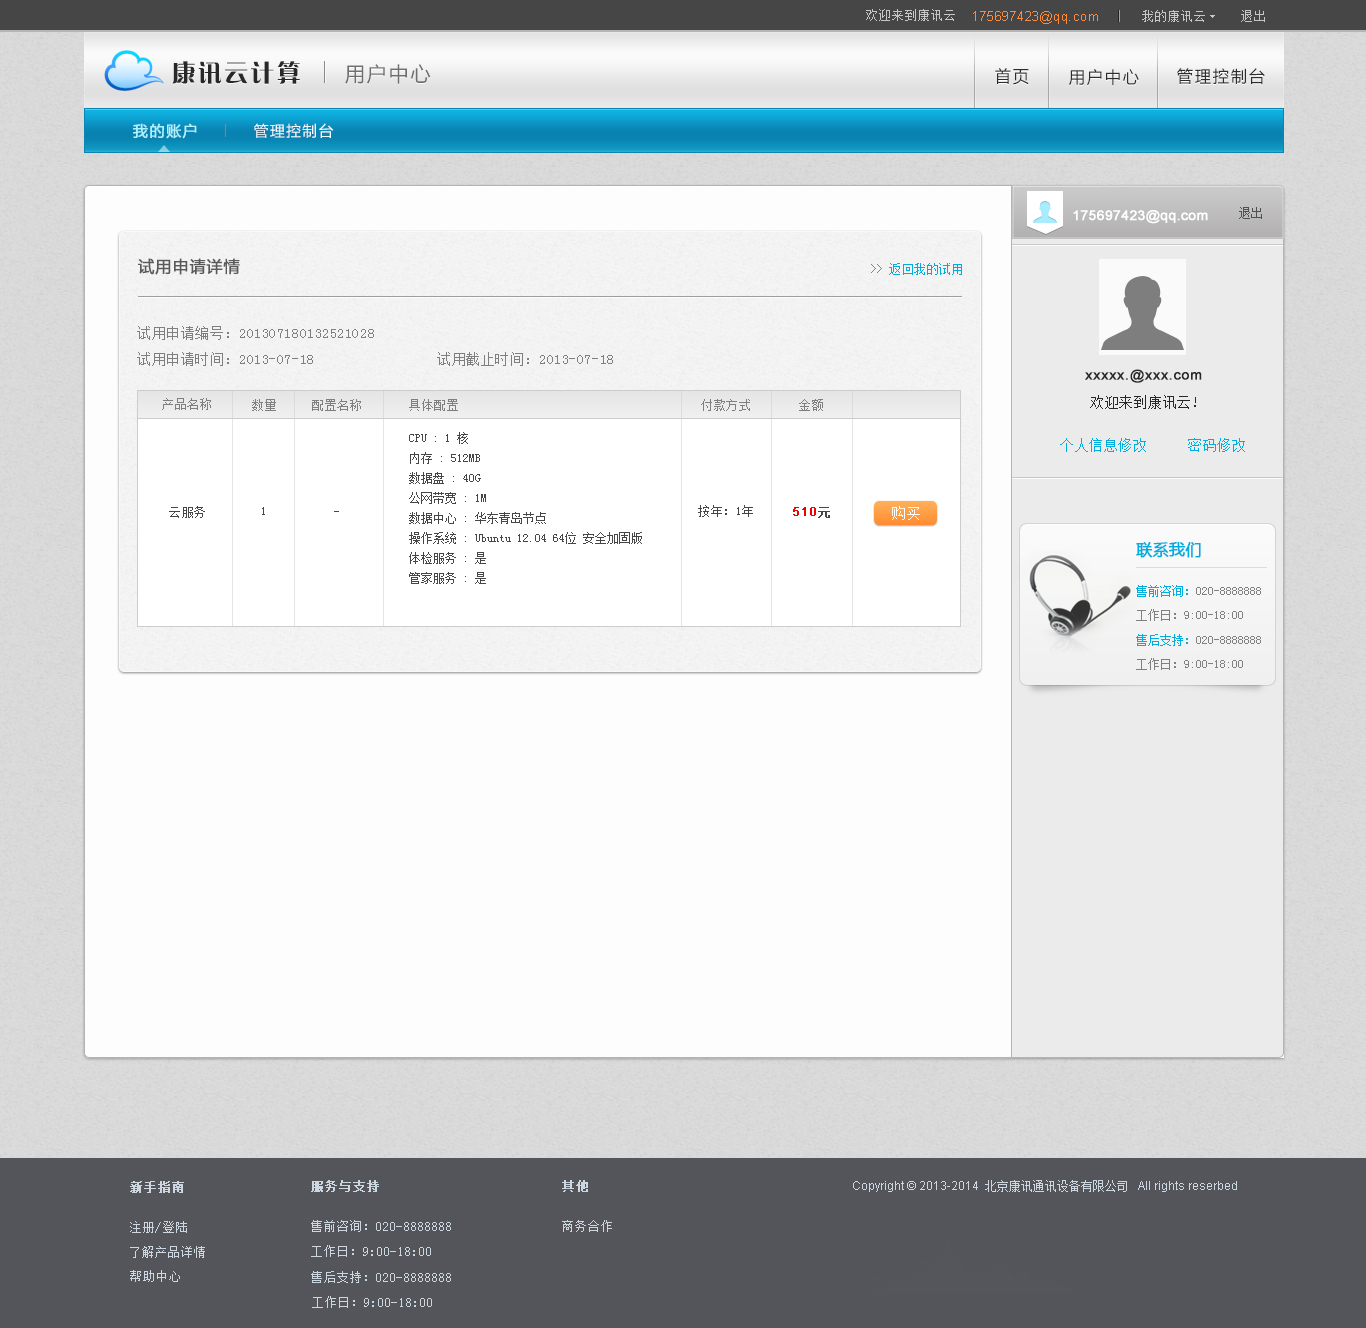 欢迎来到康讯云 175697423@qq.com | 我的康讯云 退出
康讯云计算 | 用户中心 首页 用户中心 管理控制台
我的账户 管理控制台
175697423@qq.com 退出
试用申请详情 >> 返回我的试用
试用申请编号：201307180132521028
试用申请时间：2013-07-18 试用截止时间：2013-07-18
xxxxx.@xxx.com
欢迎来到康讯云！
个人信息修改 密码修改
产品名称 数量 配置名称 具体配置 付款方式 金额
云服务 1 - 按年：1年 510元 购买
CPU : 1 核
内存 : 512MB
数据盘 : 40G
公网带宽 : 1M
数据中心 : 华东青岛节点
操作系统 : Ubuntu 12.04 64位 安全加固版
体检服务 : 是
管家服务 : 是
联系我们
售前咨询：020-8888888
工作日：9:00-18:00
售后支持：020-8888888
工作日：9:00-18:00
新手指南
注册/登陆
了解产品详情
帮助中心
服务与支持
售前咨询：020-8888888
工作日：9:00-18:00
售后支持：020-8888888
工作日：9:00-18:00
其他
商务合作
Copyright © 2013-2014 北京康讯通讯设备有限公司 All rights reserbed